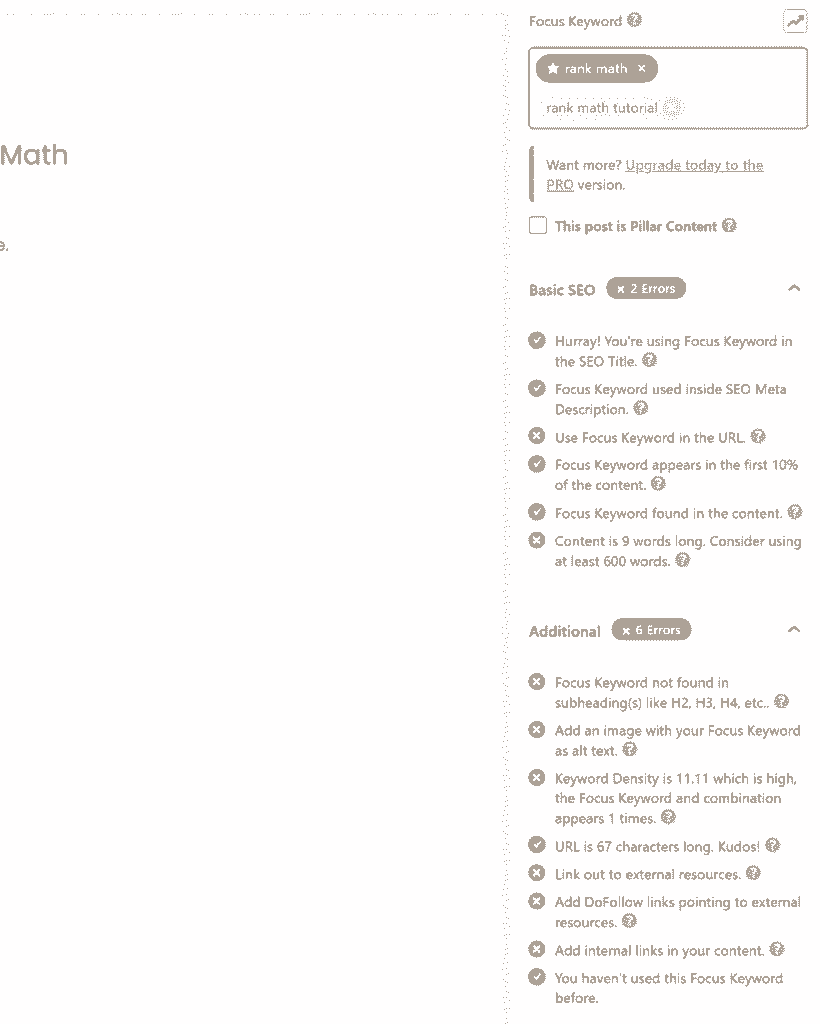 Focus Keyword
rank math ×
rank math tutorial
Math
Want more? Upgrade today to the
PRO version.
e.
This post is Pillar Content
Basic SEO × 2 Errors
Hurray! You're using Focus Keyword in
the SEO Title.
Focus Keyword used inside SEO Meta
Description.
Use Focus Keyword in the URL.
Focus Keyword appears in the first 10%
of the content.
Focus Keyword found in the content.
Content is 9 words long. Consider using
at least 600 words.
Additional × 6 Errors
Focus Keyword not found in
subheading(s) like H2, H3, H4, etc..
Add an image with your Focus Keyword
as alt text.
Keyword Density is 11.11 which is high,
the Focus Keyword and combination
appears 1 times.
URL is 67 characters long. Kudos!
Link out to external resources.
Add DoFollow links pointing to external
resources.
Add internal links in your content.
You haven't used this Focus Keyword
before.